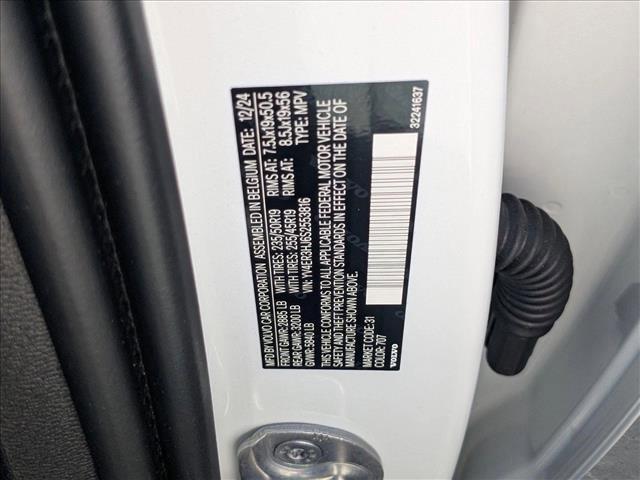 MFD BY VOLVO CAR CORPORATION ASSEMBLED IN BELGIUM DATE: 12/24
FRONT GAWR: 2885 LB WITH TIRES: 235/50R19 RIMS AT: 7.5Jx19x50.5
REAR GAWR: 3200 LB WITH TIRES: 255/45R19 RIMS AT: 8.5Jx19x56
GVWR: 5840 LB VIN: YV4ER3HJ6S2553816 TYPE: MPV
THIS VEHICLE CONFORMS TO ALL APPLICABLE FEDERAL MOTOR VEHICLE
SAFETY AND THEFT PREVENTION STANDARDS IN EFFECT ON THE DATE OF
MANUFACTURE SHOWN ABOVE.
MARKET CODE: 31
COLOR: 707
VOLVO
32241637